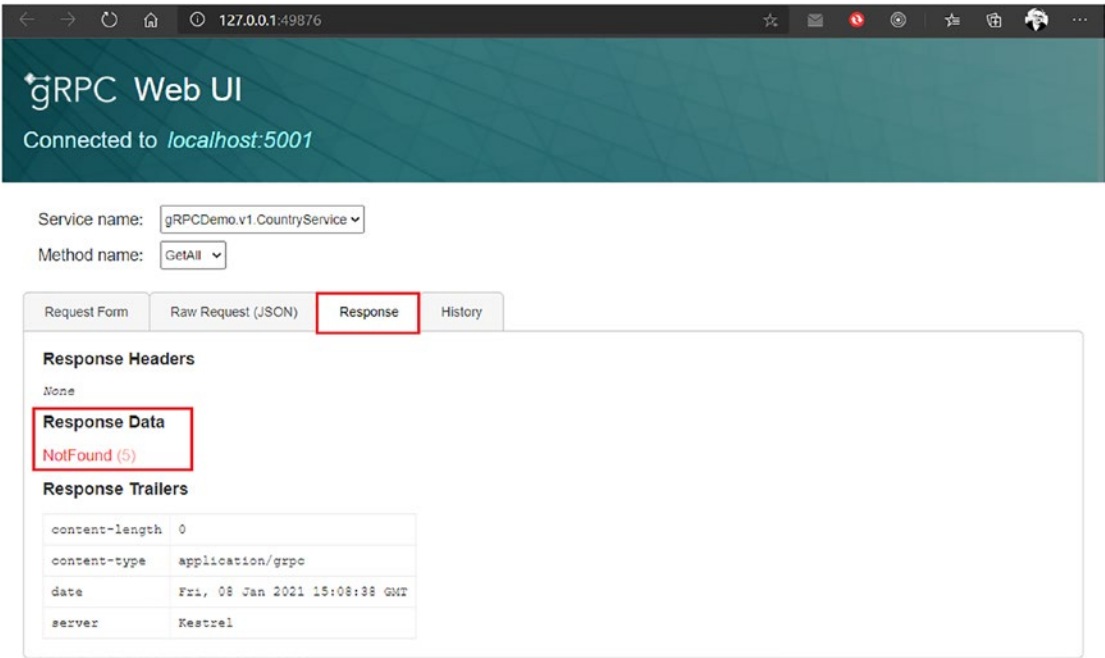 127.0.0.1:49876
gRPC Web UI
Connected to localhost:5001
Service name: gRPCDemo.v1.CountryService
Method name: GetAll
Request Form Raw Request (JSON) Response History
Response Headers
None
Response Data
NotFound (5)
Response Trailers
content-length 0
content-type application/grpc
date Fri, 08 Jan 2021 15:08:38 GMT
server Kestrel